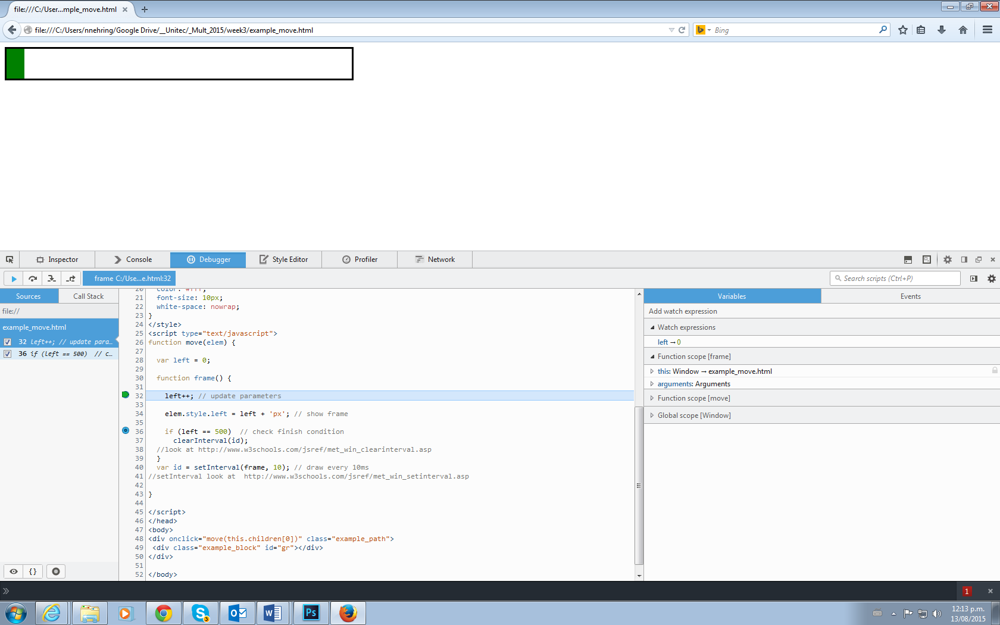 file:///C:/User...mple_move.html
file:///C:/Users/nnehring/Google Drive/__Unitec/_Mult_2015/week3/example_move.html
Bing
Inspector
Console
Debugger
Style Editor
Profiler
Network
frame C:/Use...e.html:32
Search scripts (Ctrl+P)
Sources
Call Stack
file://
example_move.html
32 left++; // update para...
36 if (left == 500)  // c...
20 color: #fff;
21 font-size: 10px;
22 white-space: nowrap;
23 }
24 </style>
25 <script type="text/javascript">
26 function move(elem) {
27
28 var left = 0;
29
30 function frame() {
31
32 left++; // update parameters
33
34 elem.style.left = left + 'px'; // show frame
35
36 if (left == 500)  // check finish condition
37 clearInterval(id);
38 //look at http://www.w3schools.com/jsref/met_win_clearinterval.asp
39 }
40 var id = setInterval(frame, 10); // draw every 10ms
41 //setInterval look at  http://www.w3schools.com/jsref/met_win_setinterval.asp
42
43 }
44
45 </script>
46 </head>
47 <body>
48 <div onclick="move(this.children[0])" class="example_path">
49 <div class="example_block" id="gr"></div>
50 </div>
51
52 </body>
Variables
Events
Add watch expression
Watch expressions
left → 0
Function scope [frame]
this: Window → example_move.html
arguments: Arguments
Function scope [move]
Global scope [Window]
{}
1
3
Ps
12:13 p.m.
13/08/2015